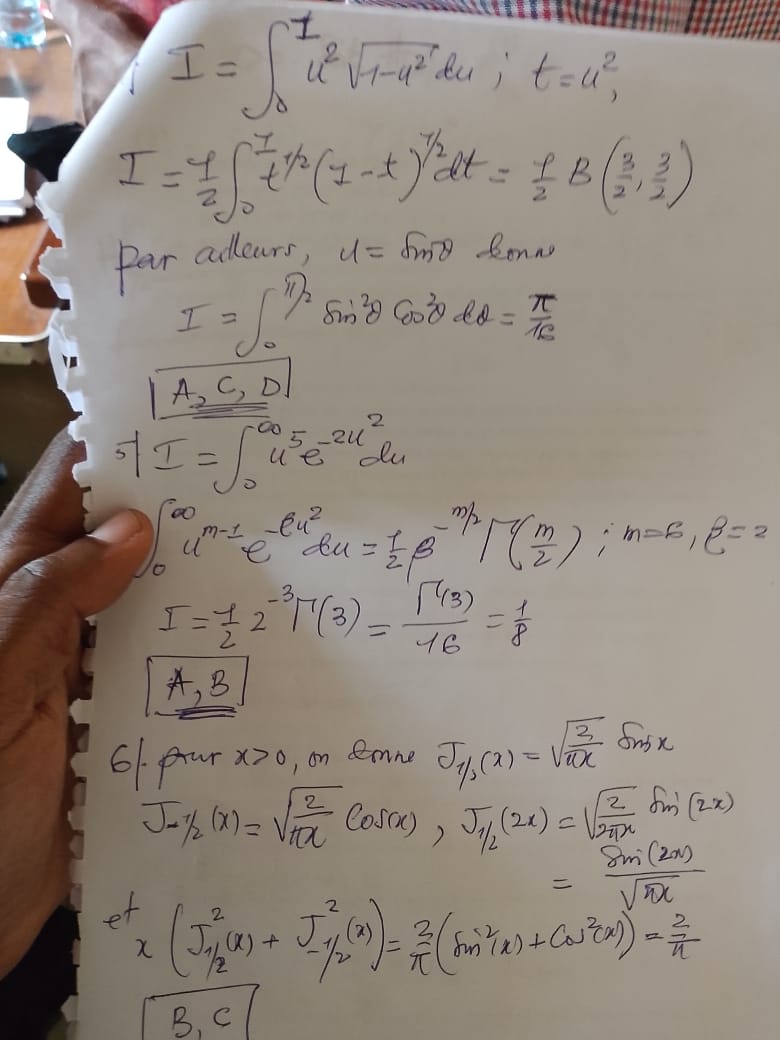 I = ∫₀¹ u² √(1-u²) du ; t = u²,
I = 1/2 ∫₀¹ t^(1/2) (1-t)^(1/2) dt = 1/2 B(3/2, 3/2)
par ailleurs, u = sinθ donne
I = ∫₀^(π/2) sin²θ cos²θ dθ = π/16
A, C, D
5/ I = ∫₀^∞ u⁵ e^(-2u²) du
∫₀^∞ u^(m-1) e^(-βu²) du = 1/2 β^(-m/2) Γ(m/2) ; m=6, β=2
I = 1/2 2^(-3) Γ(3) = Γ(3)/16 = 1/8
A, B
6/. pour x>0, on donne J_(1/2)(x) = √(2/(πx)) sin x
J_(-1/2)(x) = √(2/(πx)) cos(x), J_(1/2)(2x) = √(2/(2πx)) sin(2x)
= sin(2x)/√(πx)
et x (J²_(1/2)(x) + J²_(-1/2)(x)) = 2/π (sin²(x) + cos²(x)) = 2/π
B, C